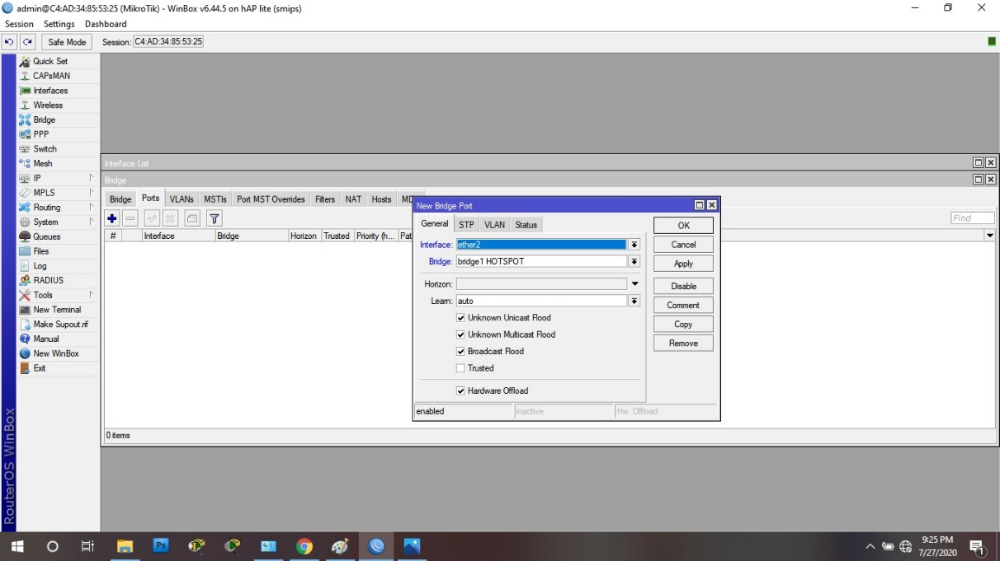 admin@C4:AD:34:85:53:25 (MikroTik) - WinBox v6.44.5 on hAP lite (smips)
Session Settings Dashboard
Safe Mode Session: C4:AD:34:85:53:25
Quick Set
CAPsMAN
Interfaces
Wireless
Bridge
PPP
Switch
Mesh
IP
MPLS
Routing
System
Queues
Files
Log
RADIUS
Tools
New Terminal
Make Supout.rif
Manual
New WinBox
Exit
RouterOS WinBox
Interface List
Bridge
Bridge Ports VLANs MSTIs Port MST Overrides Filters NAT Hosts
Find
# Interface Bridge Horizon Trusted Priority (h... Pat
0 items
New Bridge Port
General STP VLAN Status
Interface: ether2
Bridge: bridge1 HOTSPOT
Horizon:
Learn: auto
Unknown Unicast Flood
Unknown Multicast Flood
Broadcast Flood
Trusted
Hardware Offload
OK
Cancel
Apply
Disable
Comment
Copy
Remove
enabled inactive Hw. Offload
Ps
9:25 PM
7/27/2020
1